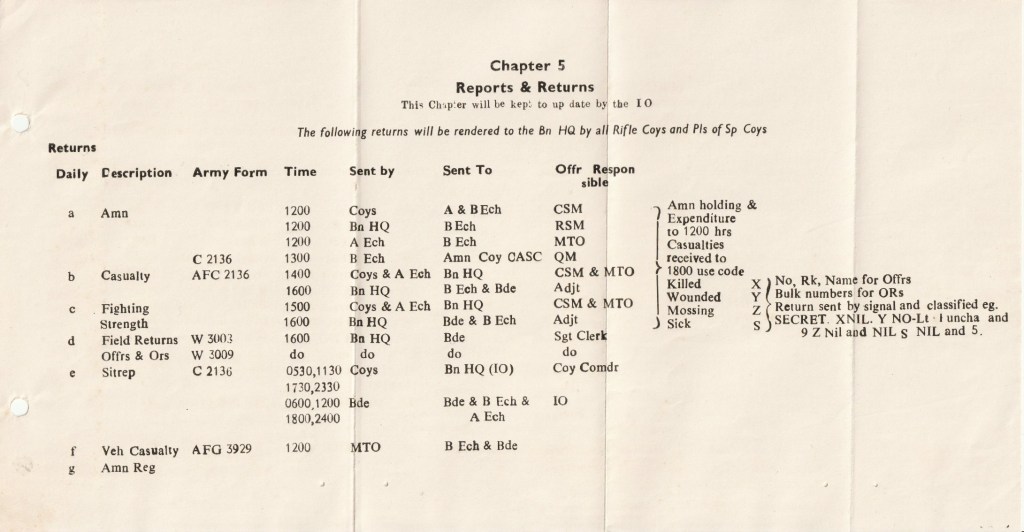 Chapter 5
Reports & Returns
This Chapter will be kept to up date by the IO
The following returns will be rendered to the Bn HQ by all Rifle Coys and Pls of Sp Coys
Returns
Daily Description Army Form Time Sent by Sent To Offr Respon
sible
a Amn 1200 Coys A & B Ech CSM Amn holding &
1200 Bn HQ B Ech RSM Expenditure
1200 A Ech B Ech MTO to 1200 hrs
Casualties
C 2136 1300 B Ech Amn Coy CASC QM received to
b Casualty AFC 2136 1400 Coys & A Ech Bn HQ CSM & MTO 1800 use code
1600 Bn HQ B Ech & Bde Adjt Killed X No, Rk, Name for Offrs
c Fighting 1500 Coys & A Ech Bn HQ CSM & MTO Wounded Y Bulk numbers for ORs
Strength 1600 Bn HQ Bde & B Ech Adjt Mossing Z Return sent by signal and classified eg.
d Field Returns W 3003 1600 Bn HQ Bde Sgt Clerk Sick S SECRET. XNIL. Y NO-Lt and
Offrs & Ors W 3009 do do do do 9 Z Nil and NIL S NIL and 5.
e Sitrep C 2136 0530,1130 Coys Bn HQ (IO) Coy Comdr
1730,2330
0600,1200 Bde Bde & B Ech & IO
1800,2400 A Ech
f Veh Casualty AFG 3929 1200 MTO B Ech & Bde
g Amn Reg